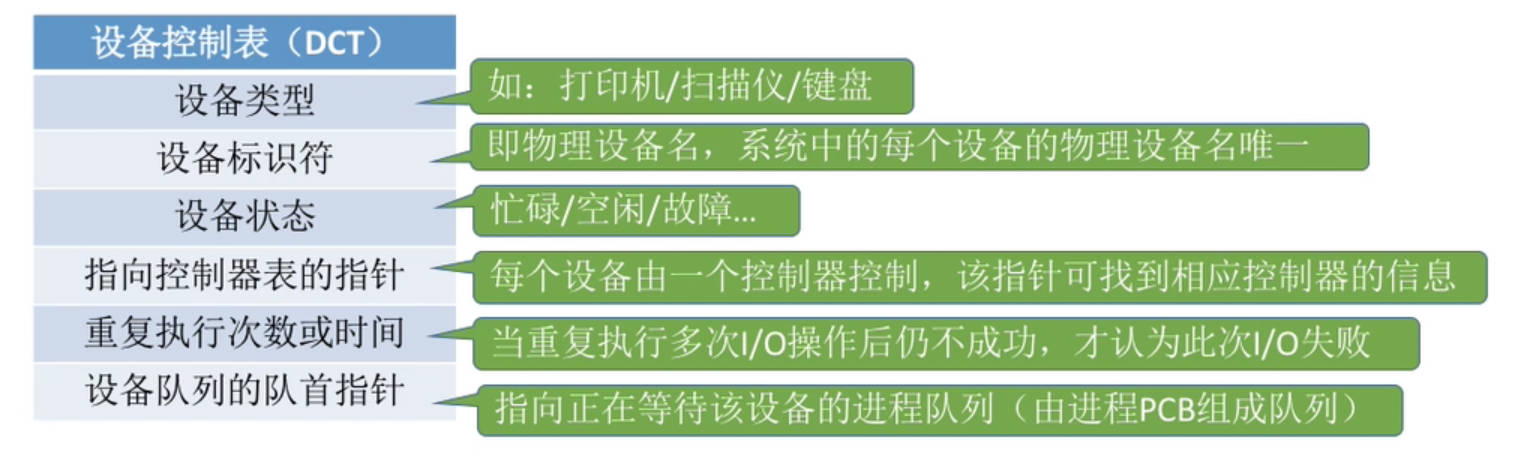 设备控制表（DCT）
设备类型
如：打印机/扫描仪/键盘
设备标识符
即物理设备名，系统中的每个设备的物理设备名唯一
设备状态
忙碌/空闲/故障...
指向控制器表的指针
每个设备由一个控制器控制，该指针可找到相应控制器的信息
重复执行次数或时间
当重复执行多次I/O操作后仍不成功，才认为此次I/O失败
设备队列的队首指针
指向正在等待该设备的进程队列（由进程PCB组成队列）